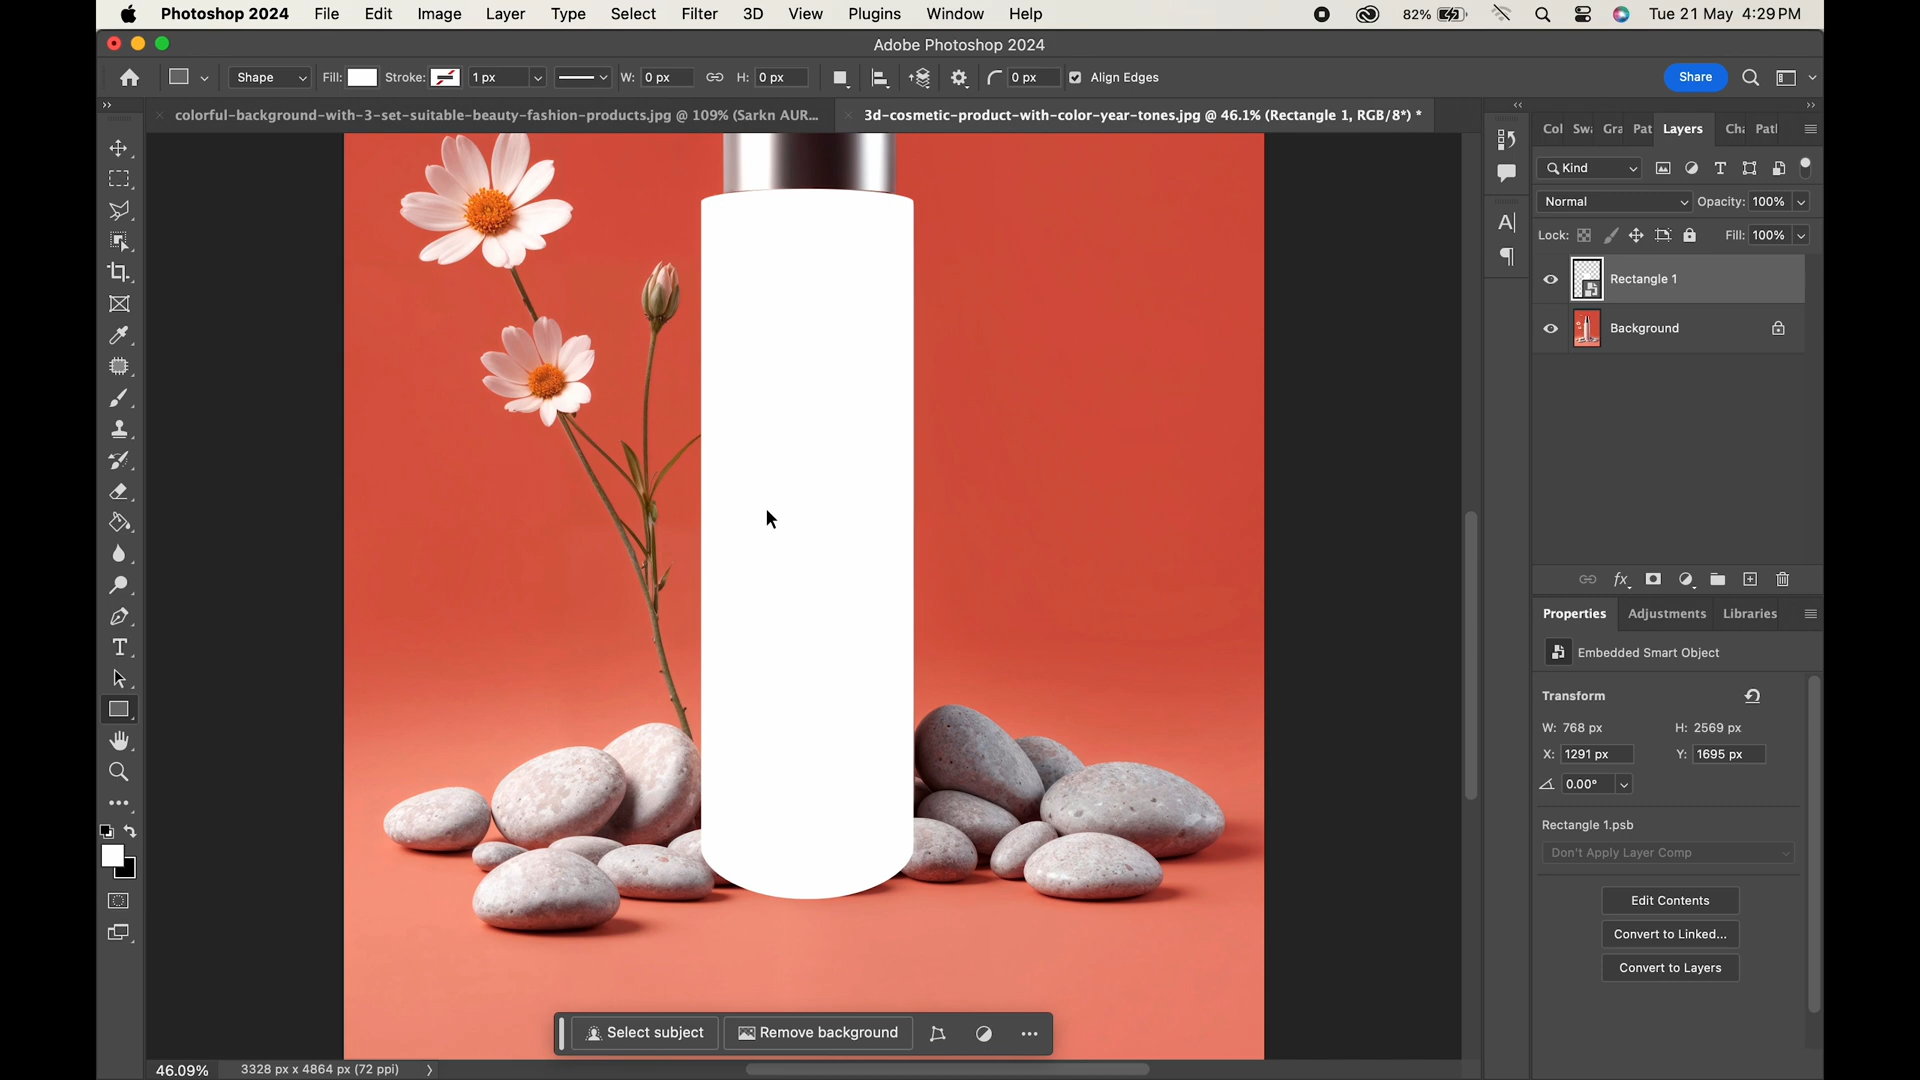 Photoshop 2024 File Edit Image Layer Type Select Filter 3D View Plugins Window Help 82% Tue 21 May 4:29 PM
Adobe Photoshop 2024
Shape Fill: Stroke: 1 px W: 0 px H: 0 px 0 px Align Edges Share
colorful-background-with-3-set-suitable-beauty-fashion-products.jpg @ 109% (Sarkn AUR... 3d-cosmetic-product-with-color-year-tones.jpg @ 46.1% (Rectangle 1, RGB/8*) *
Col Sw Gra Pat Layers Cha Path
Kind
Normal Opacity: 100%
Lock: Fill: 100%
Rectangle 1
Background
Properties Adjustments Libraries
Embedded Smart Object
Transform
W: 768 px H: 2569 px
X: 1291 px Y: 1695 px
0.00°
Rectangle 1.psb
Don't Apply Layer Comp
Edit Contents
Convert to Linked...
Convert to Layers
Select subject Remove background
46.09% 3328 px x 4864 px (72 ppi)